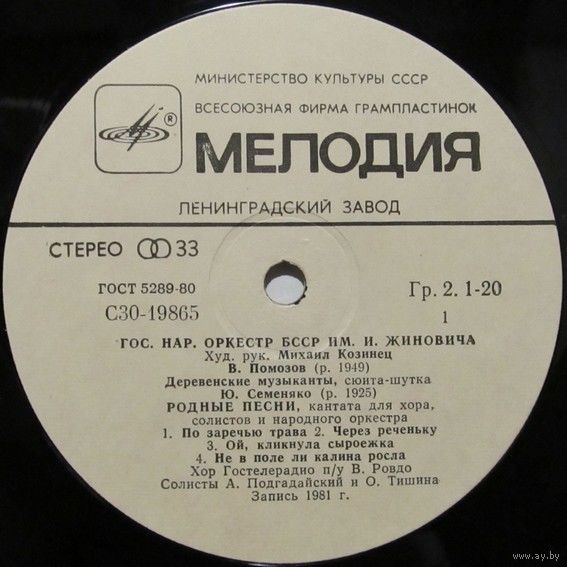 МИНИСТЕРСТВО КУЛЬТУРЫ СССР
ВСЕСОЮЗНАЯ ФИРМА ГРАМПЛАСТИНОК
®
МЕЛОДИЯ
ЛЕНИНГРАДСКИЙ ЗАВОД
СТЕРЕО 33
ГОСТ 5289-80
Гр. 2. 1-20
С30-19865
1
ГОС. НАР. ОРКЕСТР БССР ИМ. И. ЖИНОВИЧА
Худ. рук. Михаил Козинец
В. Помозов (р. 1949)
Деревенские музыканты, сюита-шутка
Ю. Семеняко (р. 1925)
РОДНЫЕ ПЕСНИ, кантата для хора,
солистов и народного оркестра
1. По заречью трава 2. Через реченьку
3. Ой, кликнула сыроежка
4. Не в поле ли калина росла
Хор Гостелерадио п/у В. Ровдо
Солисты А. Подгадайский и О. Тишина
Запись 1981 г.
www.ay.by